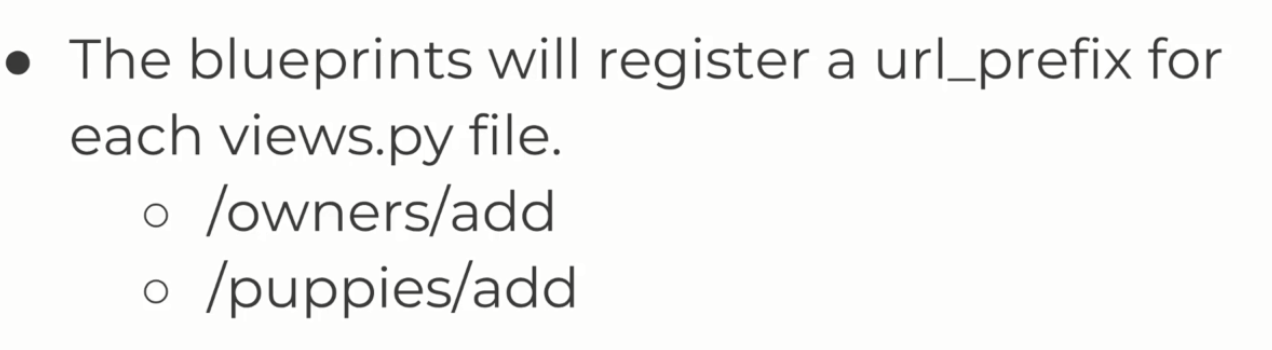 ● The blueprints will register a url_prefix for
each views.py file.
○ /owners/add
○ /puppies/add